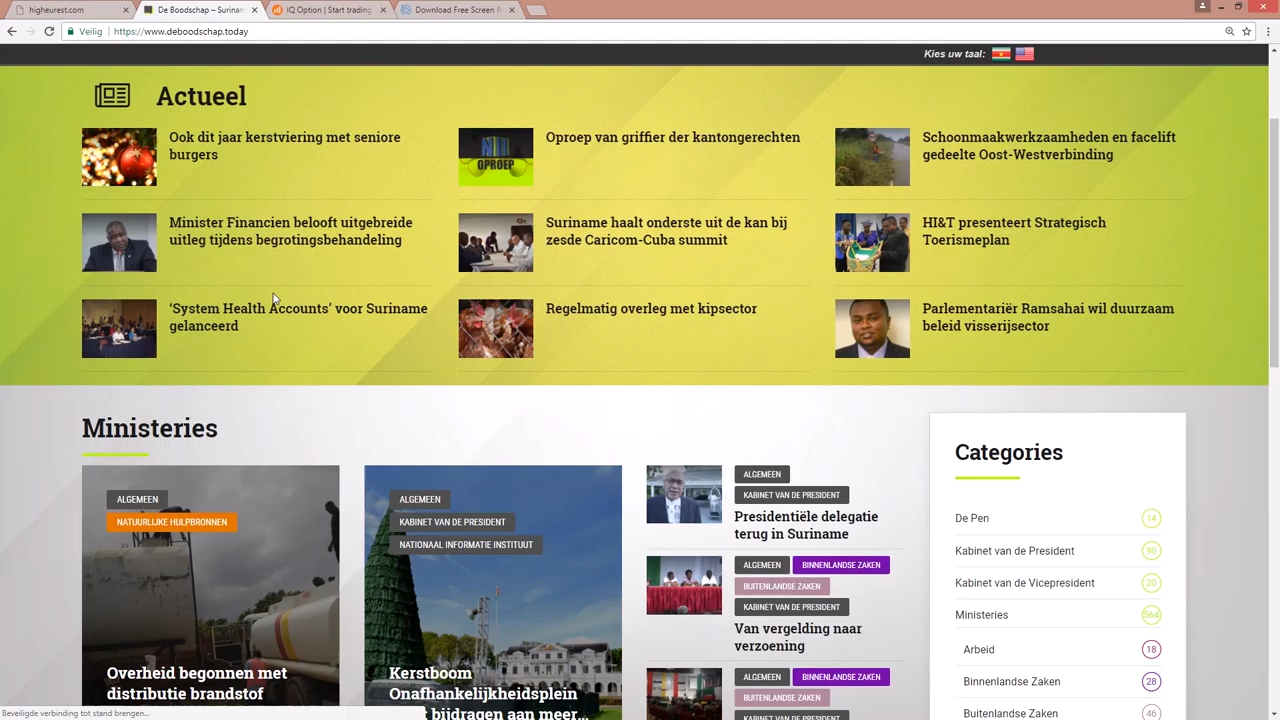 higheurest.com
De Boodschap – Surinam
IQ Option | Start trading
Download Free Screen R
Veilig
https://www.deboodschap.today
Kies uw taal:
Actueel
Ook dit jaar kerstviering met seniore
burgers
Oproep van griffier der kantongerechten
OPROEP
Schoonmaakwerkzaamheden en facelift
gedeelte Oost-Westverbinding
Minister Financien belooft uitgebreide
uitleg tijdens begrotingsbehandeling
Suriname haalt onderste uit de kan bij
zesde Caricom-Cuba summit
HI&T presenteert Strategisch
Toerismeplan
‘System Health Accounts’ voor Suriname
gelanceerd
Regelmatig overleg met kipsector
Parlementariër Ramsahai wil duurzaam
beleid visserijsector
Ministeries
ALGEMEEN
NATUURLIJKE HULPBRONNEN
Overheid begonnen met
distributie brandstof
ALGEMEEN
KABINET VAN DE PRESIDENT
NATIONAAL INFORMATIE INSTITUUT
Kerstboom
Onafhankelijkheidsplein
bijdragen aan meer...
ALGEMEEN
KABINET VAN DE PRESIDENT
Presidentiële delegatie
terug in Suriname
ALGEMEEN
BINNENLANDSE ZAKEN
BUITENLANDSE ZAKEN
KABINET VAN DE PRESIDENT
Van vergelding naar
verzoening
ALGEMEEN
BINNENLANDSE ZAKEN
BUITENLANDSE ZAKEN
KABINET VAN DE PRESIDENT
Categories
De Pen 14
Kabinet van de President 90
Kabinet van de Vicepresident 20
Ministeries 564
Arbeid 18
Binnenlandse Zaken 28
Buitenlandse Zaken 46
Beveiligde verbinding tot stand brengen...